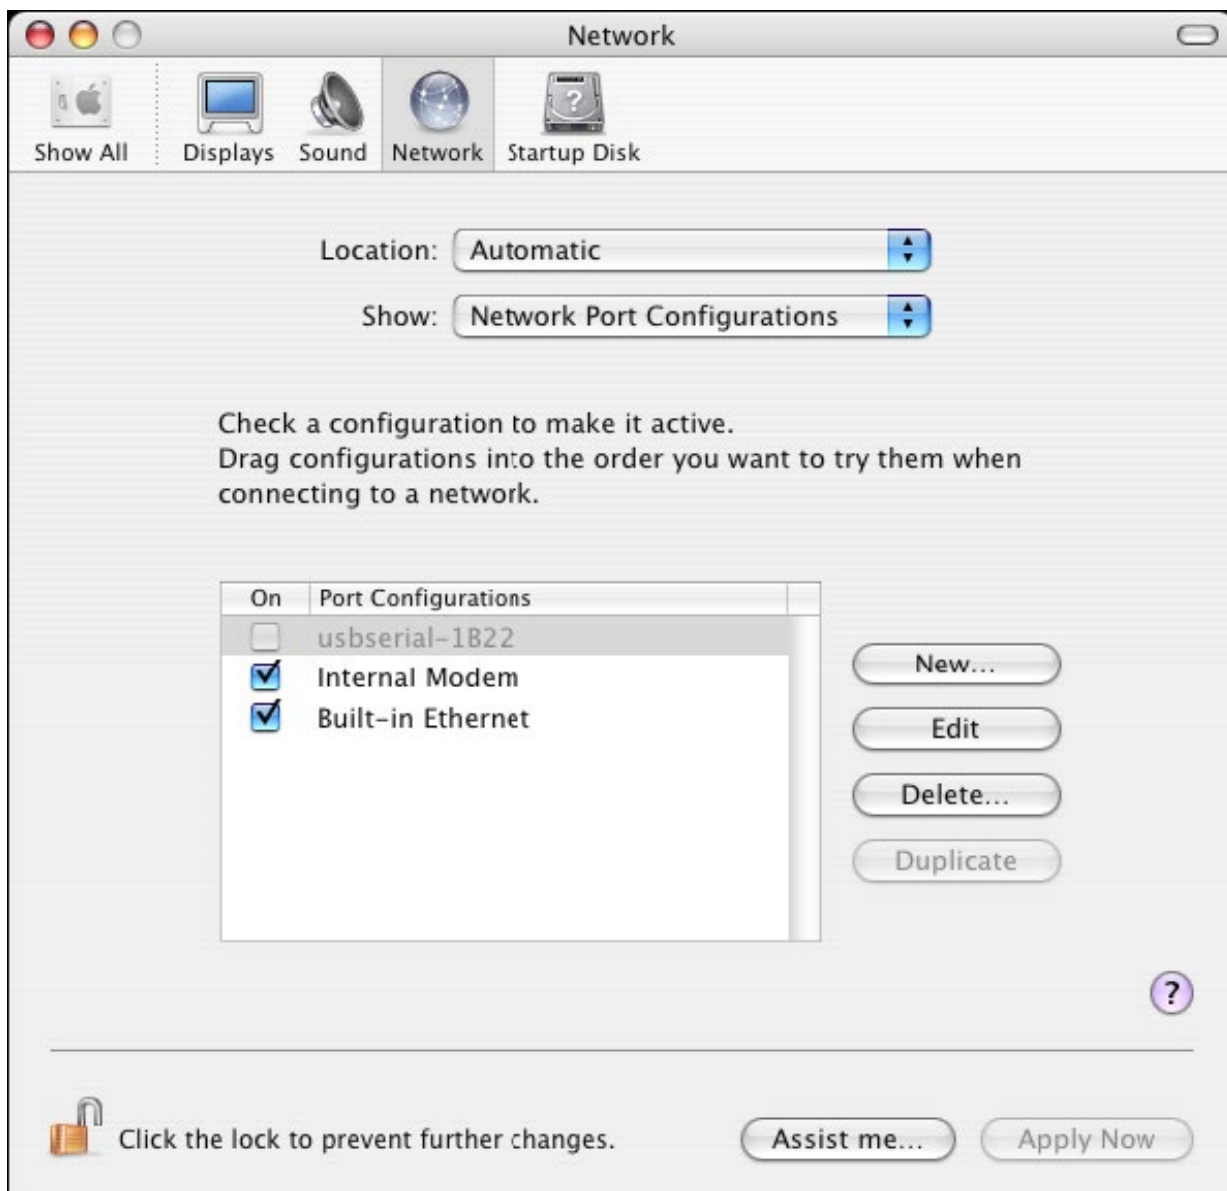 Network
Show All
Displays
Sound
Network
Startup Disk
Location: Automatic
Show: Network Port Configurations
Check a configuration to make it active.
Drag configurations into the order you want to try them when
connecting to a network.
On Port Configurations
usbserial-1B22
Internal Modem
Built-in Ethernet
New...
Edit
Delete...
Duplicate
?
Click the lock to prevent further changes.
Assist me...
Apply Now